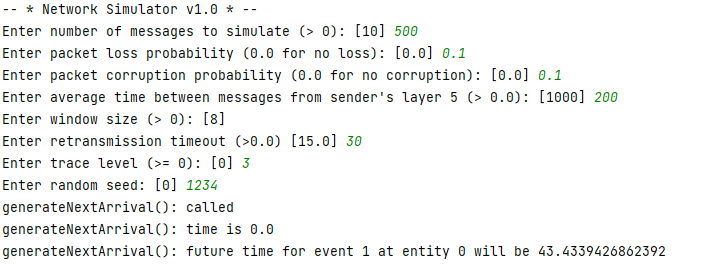 -- * Network Simulator v1.0 * --
Enter number of messages to simulate (> 0): [10] 500
Enter packet loss probability (0.0 for no loss): [0.0] 0.1
Enter packet corruption probability (0.0 for no corruption): [0.0] 0.1
Enter average time between messages from sender's layer 5 (> 0.0): [1000] 200
Enter window size (> 0): [8]
Enter retransmission timeout (>0.0) [15.0] 30
Enter trace level (>= 0): [0] 3
Enter random seed: [0] 1234
generateNextArrival(): called
generateNextArrival(): time is 0.0
generateNextArrival(): future time for event 1 at entity 0 will be 43.4339426862392